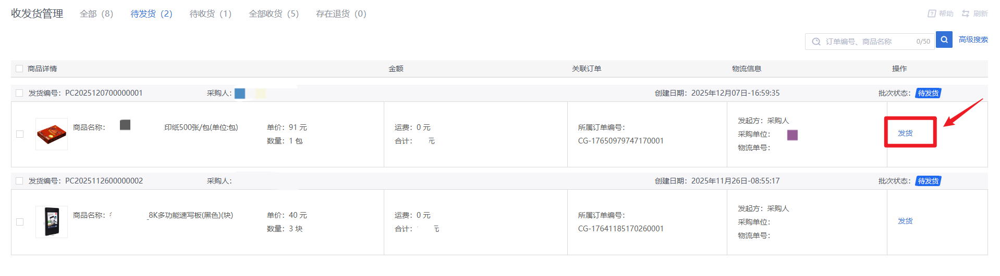 收发货管理 全部（8） 待发货（2） 待收货（1） 全部收货（5） 存在退货（0） 帮助 刷新
订单编号、商品名称 0/50 高级搜索
商品详情 金额 关联订单 物流信息 操作
发货编号：PC2025120700000001 采购人： 创建日期：2025年12月07日-16:59:35 批次状态：待发货
商品名称： 印纸500张/包(单位:包) 单价：91 元 运费：0 元 所属订单编号： 发起方：采购人
数量：1 包 合计： 元 CG-17650979747170001 采购单位： 发货
物流单号：
发货编号：PC2025112600000002 采购人： 创建日期：2025年11月26日-08:55:17 批次状态：待发货
商品名称： _8K多功能速写板(黑色)(块) 单价：40 元 运费：0 元 所属订单编号： 发起方：采购人
数量：3 块 合计： 元 CG-17641185170260001 采购单位： 发货
物流单号：